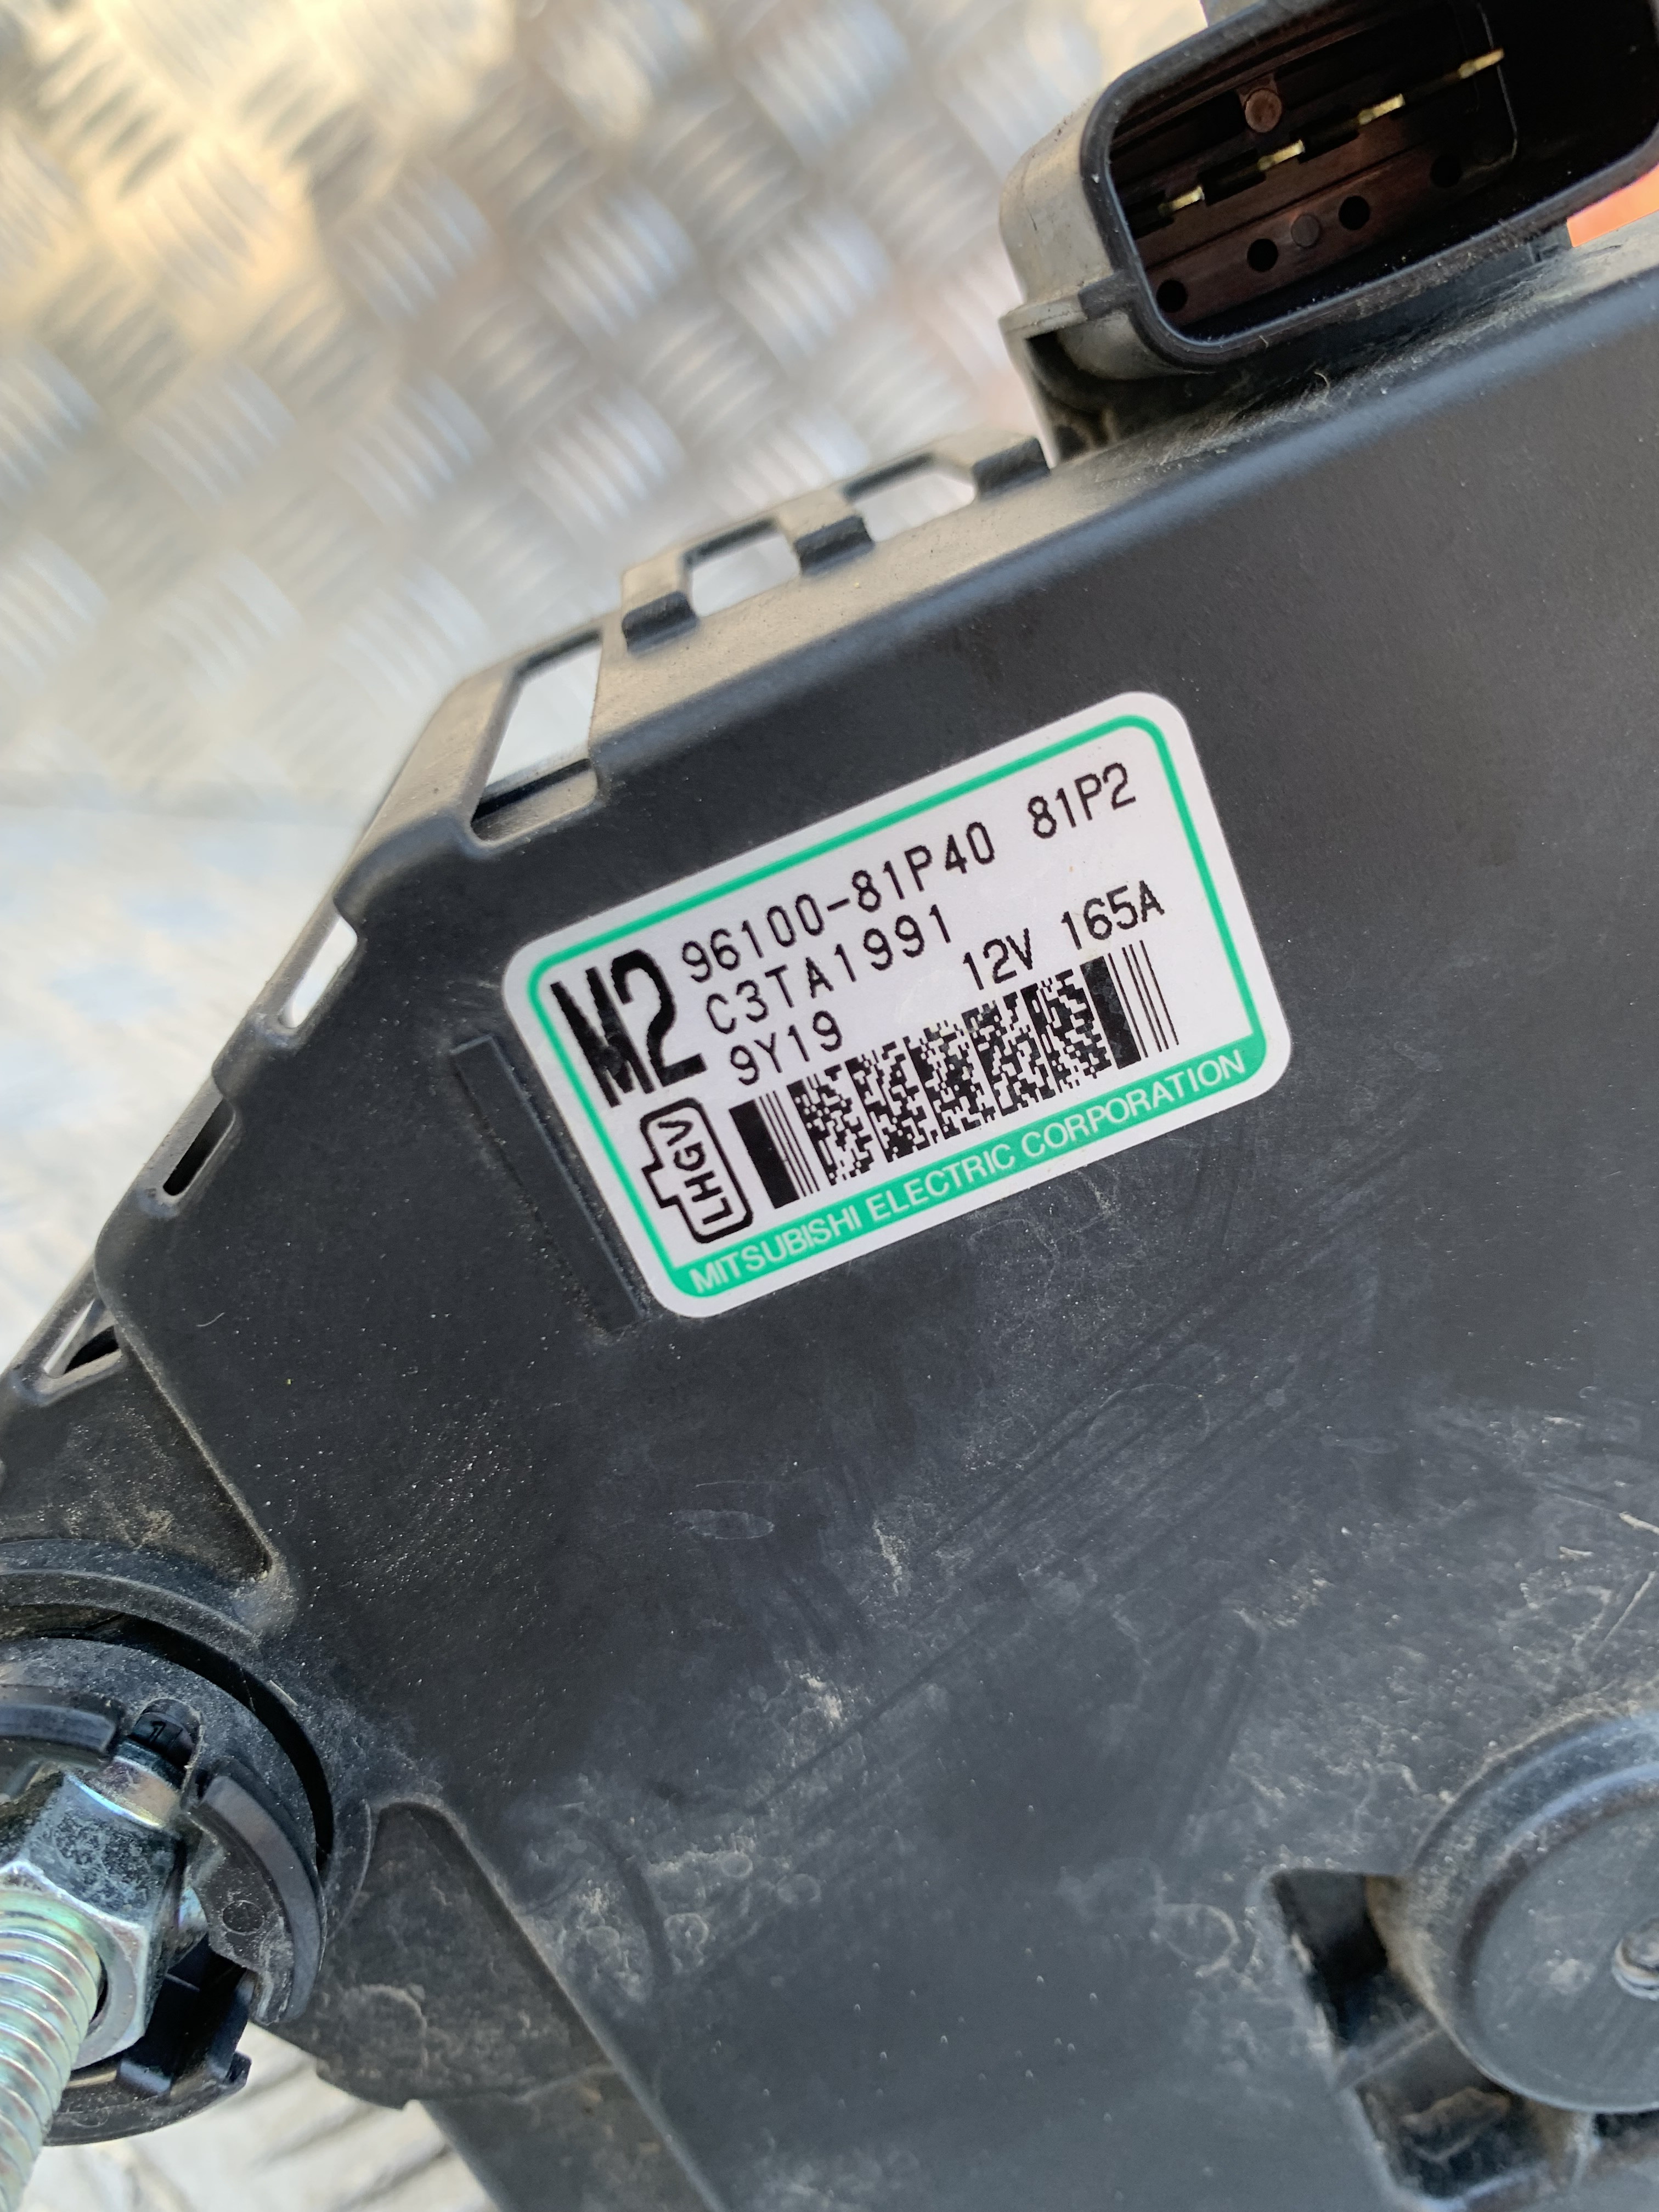 M2 96100-81P40 81P2
C3TA1991
9Y19 12V 165A
LHGV
MITSUBISHI ELECTRIC CORPORATION